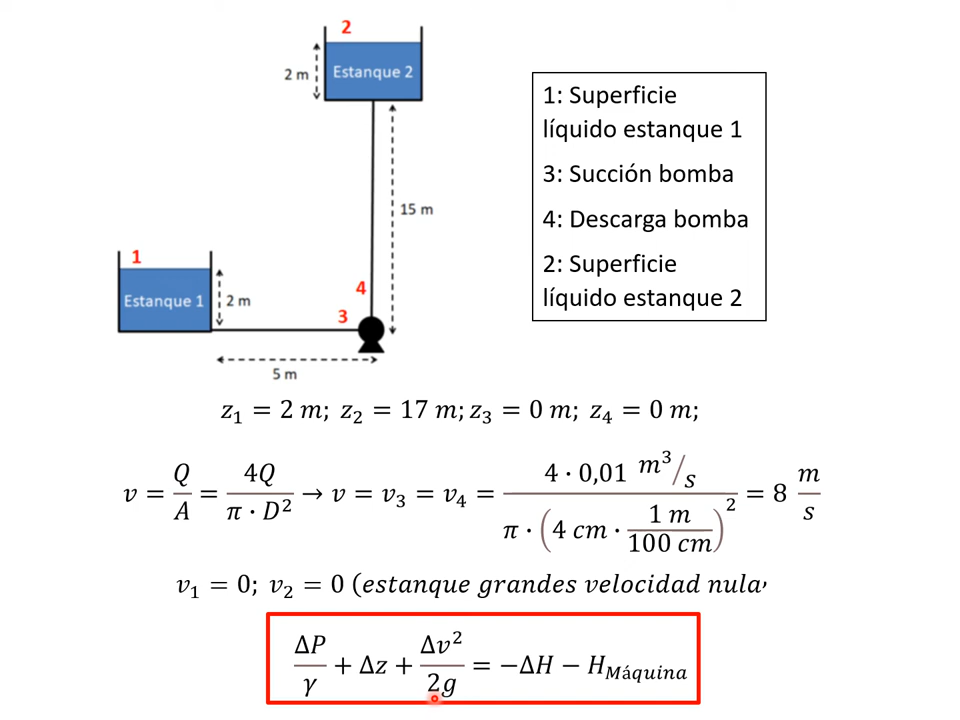 2
2 m
Estanque 2
15 m
1
Estanque 1
2 m
4
3
5 m
1: Superficie
líquido estanque 1
3: Succión bomba
4: Descarga bomba
2: Superficie
líquido estanque 2
z₁ = 2 m; z₂ = 17 m; z₃ = 0 m; z₄ = 0 m;
v = Q/A = 4Q/(π · D²) → v = v₃ = v₄ = (4 · 0,01 m³/s)/(π · (4 cm · 1 m/100 cm)²) = 8 m/s
v₁ = 0; v₂ = 0 (estanque grandes velocidad nula,
ΔP/γ + Δz + Δv²/2g = −ΔH − H_Máquina